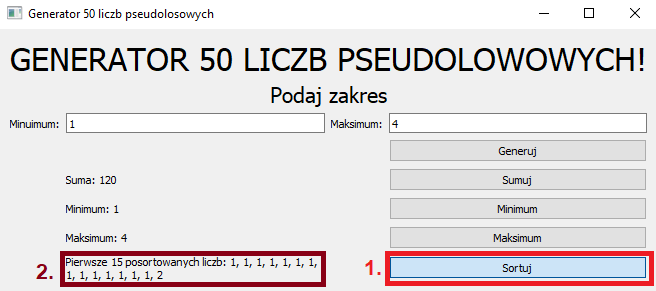 Generator 50 liczb pseudolosowych
GENERATOR 50 LICZB PSEUDOLOWOWYCH!
Podaj zakres
Minuimum: 1 Maksimum: 4
Generuj
Suma: 120 Sumuj
Minimum: 1 Minimum
Maksimum: 4 Maksimum
2. Pierwsze 15 posortowanych liczb: 1, 1, 1, 1, 1, 1, 1, 1. Sortuj
1, 1, 1, 1, 1, 1, 1, 2